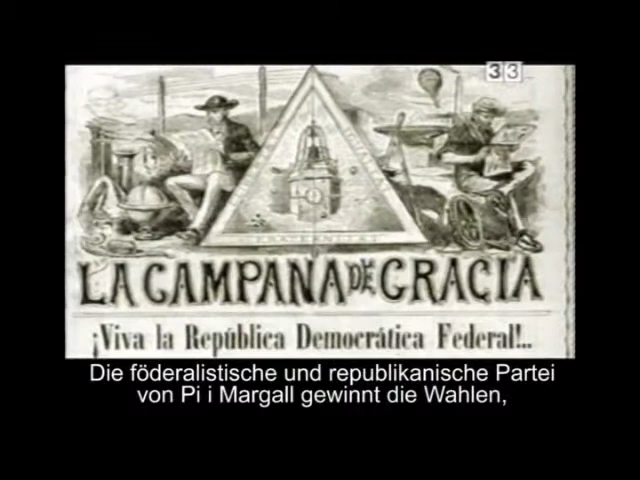 33
FRATERNITAT
LA CAMPANA DE GRACIA
¡Viva la República Democrática Federal!..
Die föderalistische und republikanische Partei
von Pi i Margall gewinnt die Wahlen,